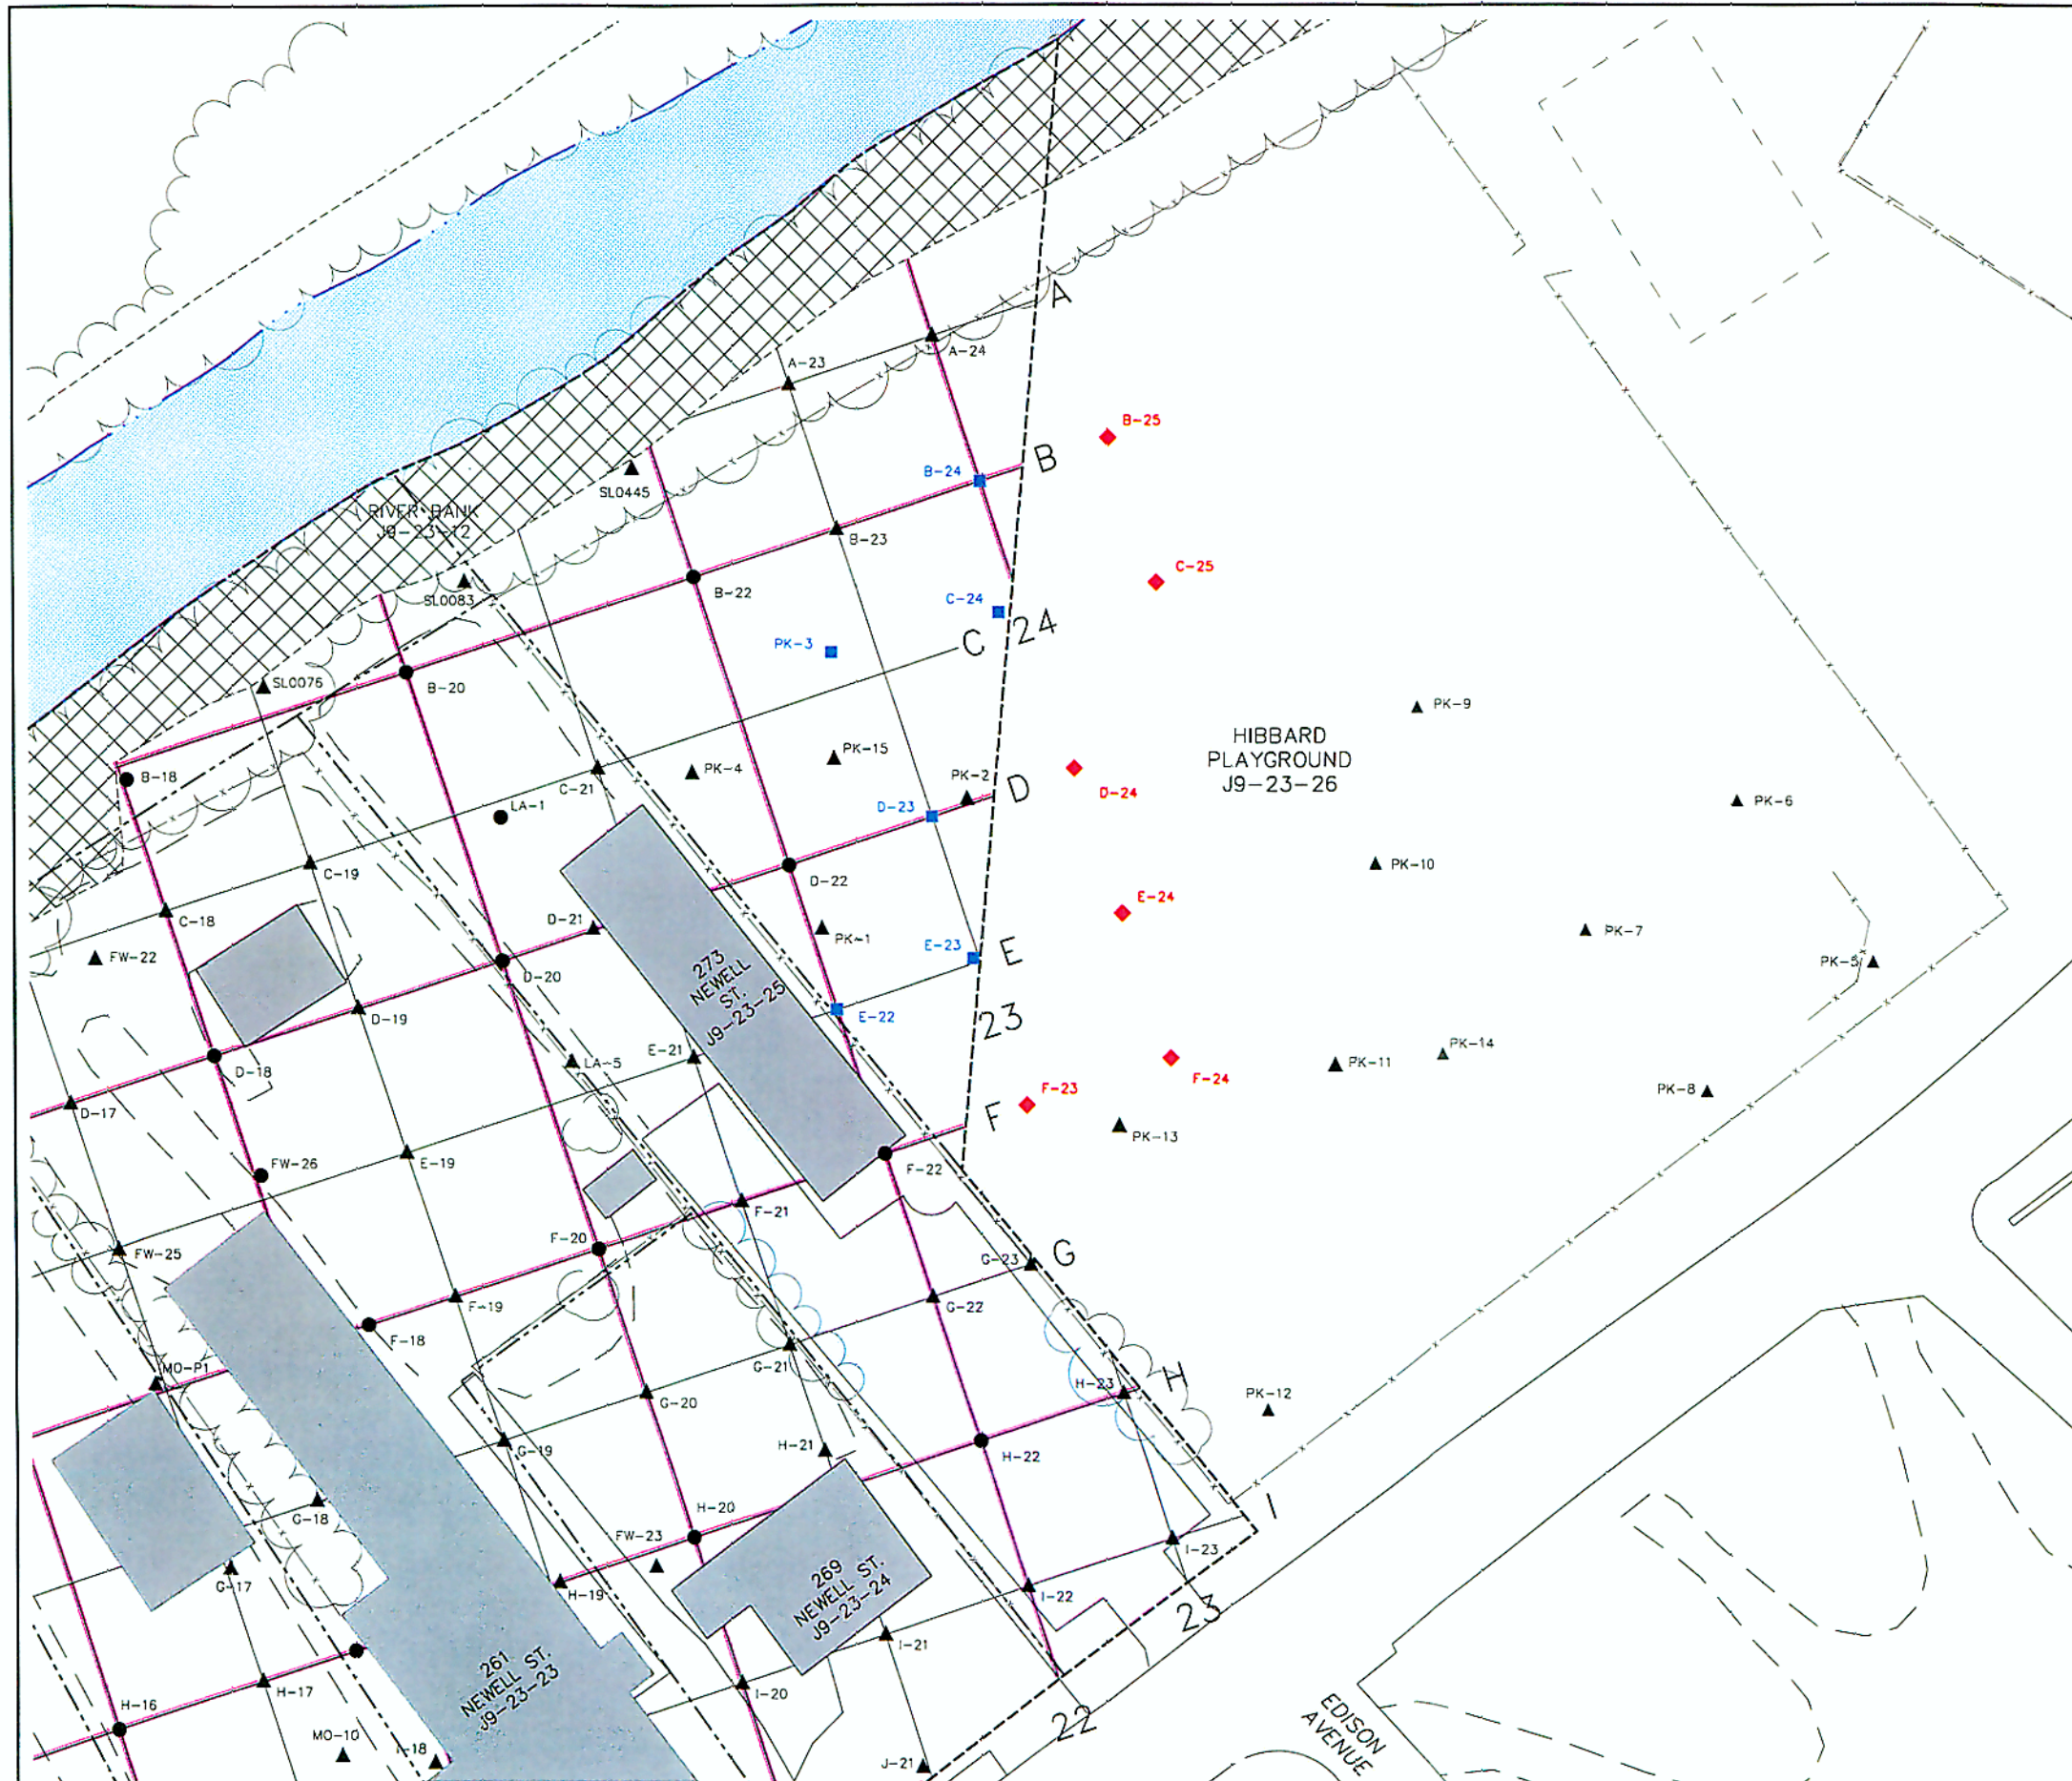 A
A-23
A-24
B-25
B
B-24
SL0445
RIVER BANK
J9-23-12
B-23
C-25
B-22
SL0083
C-24
24
C
PK-3
SL0075
B-20
PK-9
HIBBARD
PLAYGROUND
J9-23-26
PK-15
PK-4
PK-2
D
D-24
B-18
C-21
LA-1
D-23
PK-6
C-19
D-22
PK-10
E-24
C-18
D-21
PK-1
PK-7
E-23
E
FW-22
D-20
273
NEWELL
ST.
J9-23-25
PK-5
D-19
E-22
23
PK-14
E-21
LA-5
PK-11
D-18
F-24
F-23
PK-8
D-17
F
PK-13
E-19
FW-26
F-22
F-21
F-20
FW-25
G-23
G
F-19
G-22
F-18
MO-P1
G-21
H-23
H
PK-12
G-20
G-19
H-21
H-22
H-20
I
G-18
FW-23
I-23
G-17
H-19
269
NEWELL ST.
J9-23-24
I-22
23
I-21
261
NEWELL ST.
J9-23-23
H-17
I-20
H-16
22
EDISON
AVENUE
MO-10
I-18
J-21